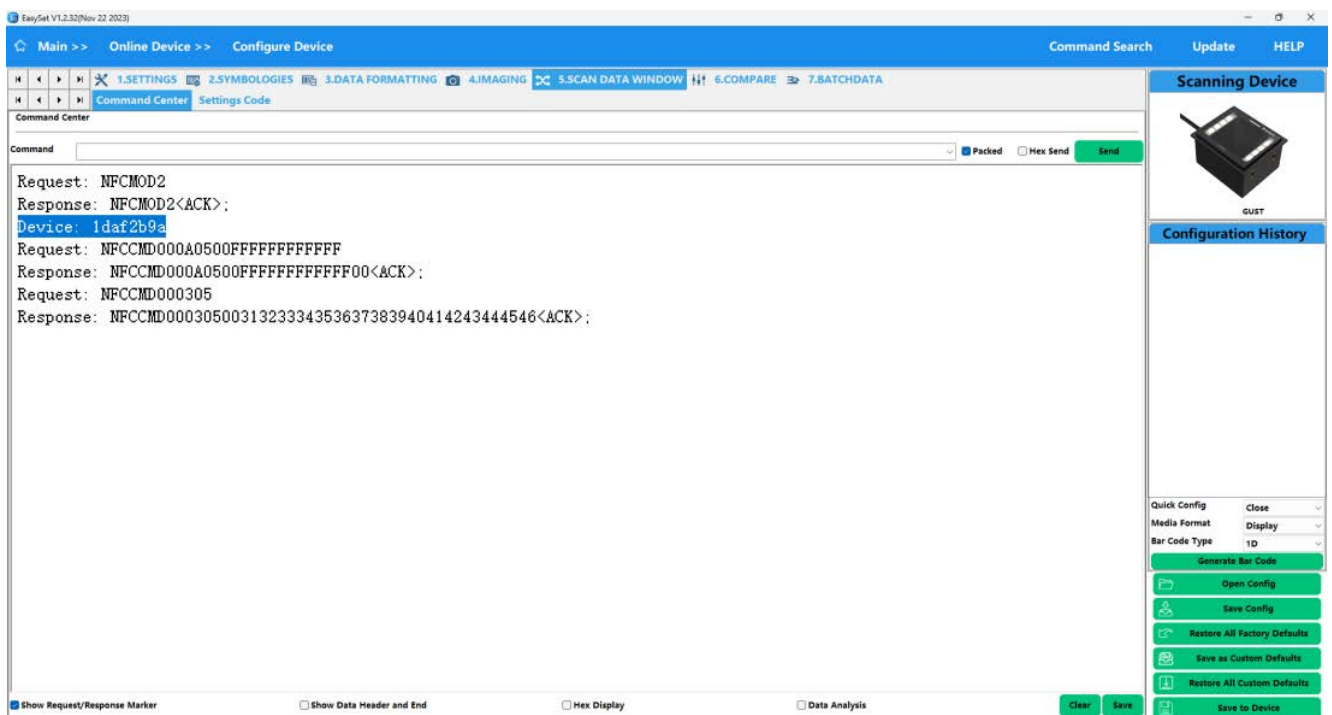 EasySet V1.2.32(Nov 22 2023)
Main >> Online Device >> Configure Device Command Search Update HELP
1.SETTINGS 2.SYMBOLOGIES 3.DATA FORMATTING 4.IMAGING 5.SCAN DATA WINDOW 6.COMPARE 7.BATCHDATA
Command Center Settings Code
Command Center
Command Packed Hex Send Send
Request: NFCMOD2
Response: NFCMOD2<ACK>;
Device: 1daf2b9a
Request: NFCCMD000A0500FFFFFFFFFFFF
Response: NFCCMD000A0500FFFFFFFFFFFF00<ACK>;
Request: NFCCMD000305
Response: NFCCMD0003050031323334353637383940414243444546<ACK>;
Show Request/Response Marker Show Data Header and End Hex Display Data Analysis Clear Save
Scanning Device
GUST
Configuration History
Quick Config Close
Media Format Display
Bar Code Type 1D
Generate Bar Code
Open Config
Save Config
Restore All Factory Defaults
Save as Custom Defaults
Restore All Custom Defaults
Save to Device